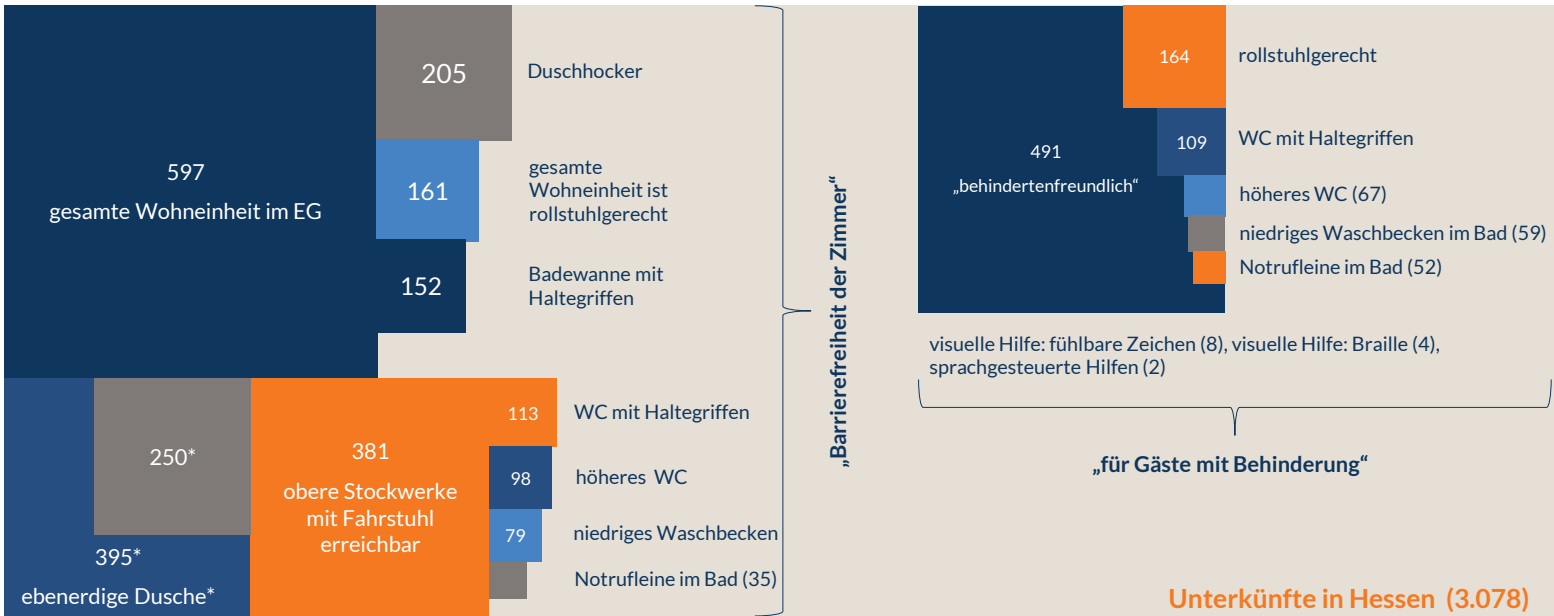 597
gesamte Wohneinheit im EG
205
Duschhocker
161
gesamte
Wohneinheit ist
rollstuhlgerecht
152
Badewanne mit
Haltegriffen
250*
395*
ebenerdige Dusche*
381
obere Stockwerke
mit Fahrstuhl
erreichbar
113
WC mit Haltegriffen
98
höheres WC
79
niedriges Waschbecken
Notrufleine im Bad (35)
„Barrierefreiheit der Zimmer“
491
„behindertenfreundlich“
164
rollstuhlgerecht
109
WC mit Haltegriffen
höheres WC (67)
niedriges Waschbecken im Bad (59)
Notrufleine im Bad (52)
visuelle Hilfe: fühlbare Zeichen (8), visuelle Hilfe: Braille (4),
sprachgesteuerte Hilfen (2)
„für Gäste mit Behinderung“
Unterkünfte in Hessen (3.078)